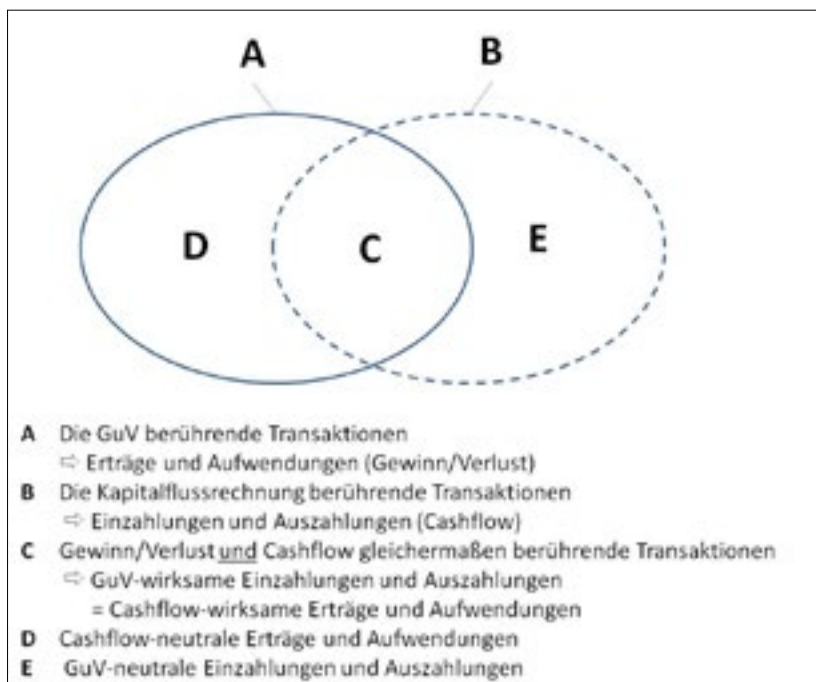 A
B
D
C
E
A Die GuV berührende Transaktionen
⇨ Erträge und Aufwendungen (Gewinn/Verlust)
B Die Kapitalflussrechnung berührende Transaktionen
⇨ Einzahlungen und Auszahlungen (Cashflow)
C Gewinn/Verlust und Cashflow gleichermaßen berührende Transaktionen
⇨ GuV-wirksame Einzahlungen und Auszahlungen
= Cashflow-wirksame Erträge und Aufwendungen
D Cashflow-neutrale Erträge und Aufwendungen
E GuV-neutrale Einzahlungen und Auszahlungen